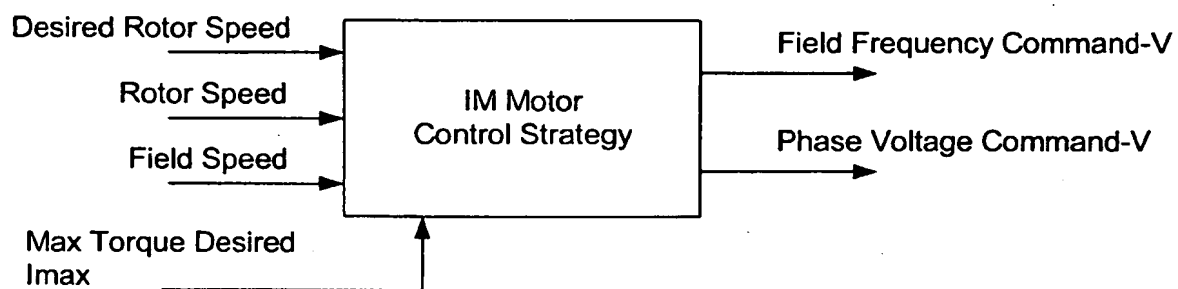 Desired Rotor Speed
Rotor Speed
Field Speed
Max Torque Desired
Imax
IM Motor
Control Strategy
Field Frequency Command-V
Phase Voltage Command-V